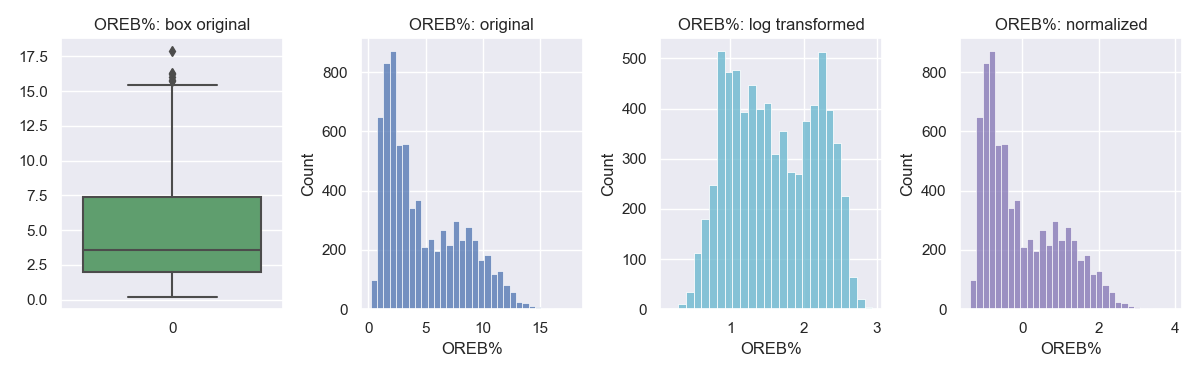 OREB%: box original
17.5
15.0
12.5
10.0
7.5
5.0
2.5
0.0
0
OREB%: original
Count
800
600
400
200
0
0 5 10 15
OREB%
OREB%: log transformed
Count
500
400
300
200
100
0
1 2 3
OREB%
OREB%: normalized
Count
800
600
400
200
0
0 2 4
OREB%